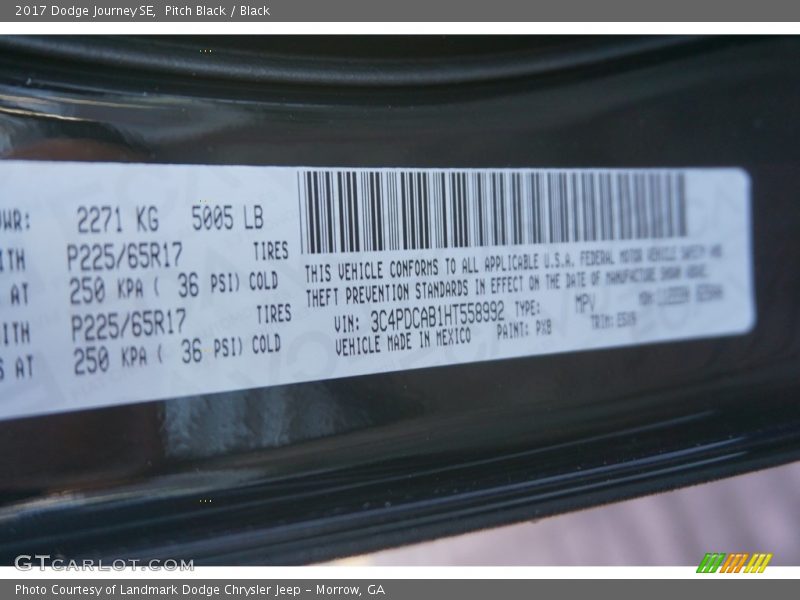 2017 Dodge Journey SE, Pitch Black / Black
2271 KG 5005 LB
P225/65R17 TIRES
AT 250 KPA ( 36 PSI) COLD
P225/65R17 TIRES
AT 250 KPA ( 36 PSI) COLD
THIS VEHICLE CONFORMS TO ALL APPLICABLE U.S.A. FEDERAL MOTOR VEHICLE SAFETY AND
THEFT PREVENTION STANDARDS IN EFFECT ON THE DATE OF MANUFACTURE SHOWN ABOVE.
VIN: 3C4PDCAB1HT558992 TYPE: MPV
VEHICLE MADE IN MEXICO PAINT: PXB TRIM:
GTCARLOT.COM
Photo Courtesy of Landmark Dodge Chrysler Jeep – Morrow, GA